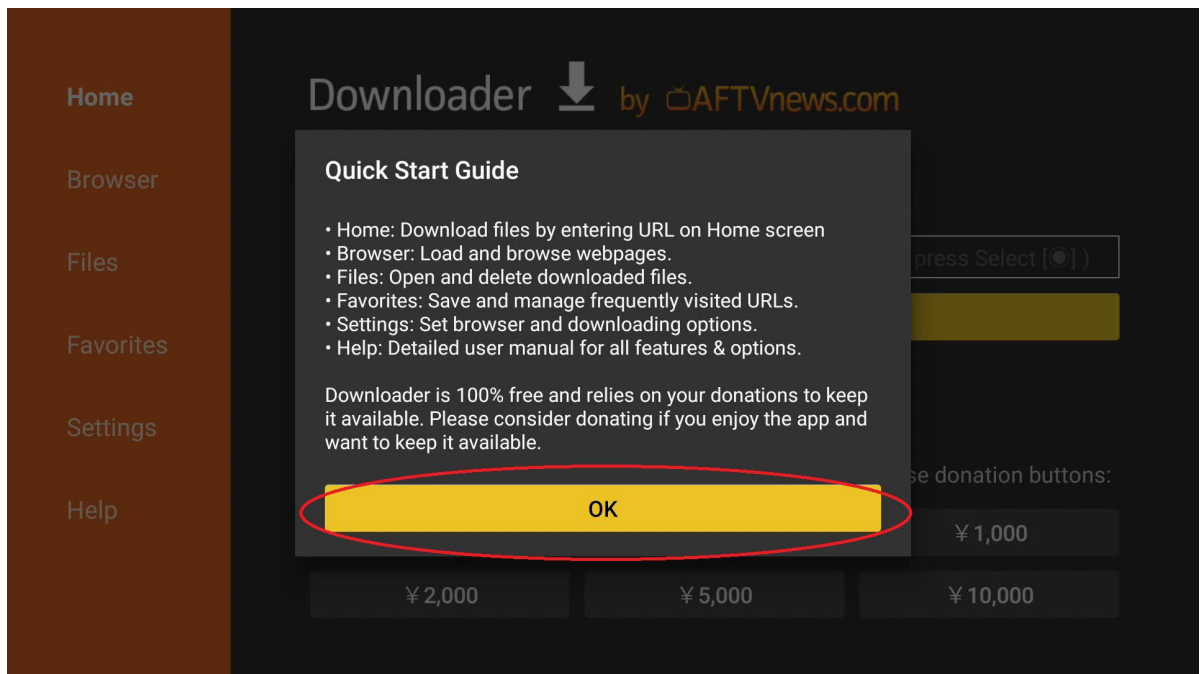 Home
Browser
Files
Favorites
Settings
Help
Downloader by AFTVnews.com
Quick Start Guide
• Home: Download files by entering URL on Home screen
• Browser: Load and browse webpages.
• Files: Open and delete downloaded files.
• Favorites: Save and manage frequently visited URLs.
• Settings: Set browser and downloading options.
• Help: Detailed user manual for all features & options.
Downloader is 100% free and relies on your donations to keep
it available. Please consider donating if you enjoy the app and
want to keep it available.
OK
press Select [◉] )
se donation buttons:
¥1,000
¥2,000
¥5,000
¥10,000